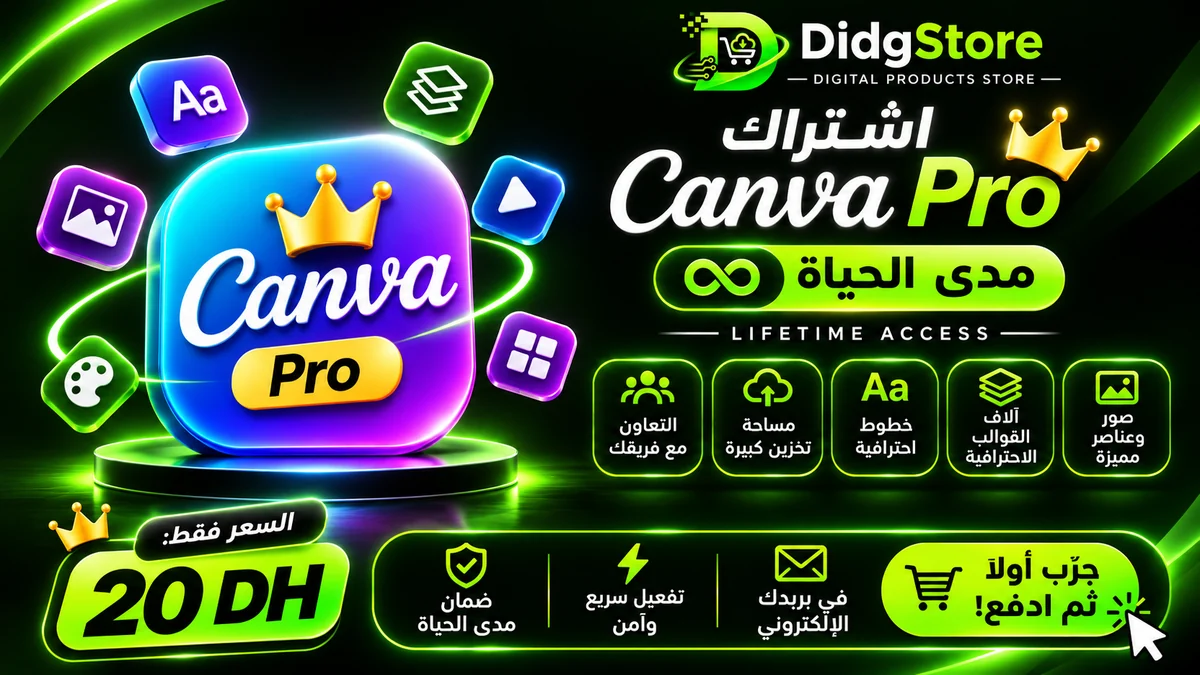 DidgStore
DIGITAL PRODUCTS STORE
اشتراك
Canva Pro
مدى الحياة
LIFETIME ACCESS
صور
وعناصر
مميزة
آلاف
القوالب
الاحترافية
Aa
خطوط
احترافية
مساحة
تخزين كبيرة
التعاون
مع فريقك
Aa
Canva
Pro
السعر فقط:
20 DH
جرّب أولاً
ثم ادفع!
في بريدك
الإلكتروني
تفعيل سريع
وآمن
ضمان
مدى الحياة